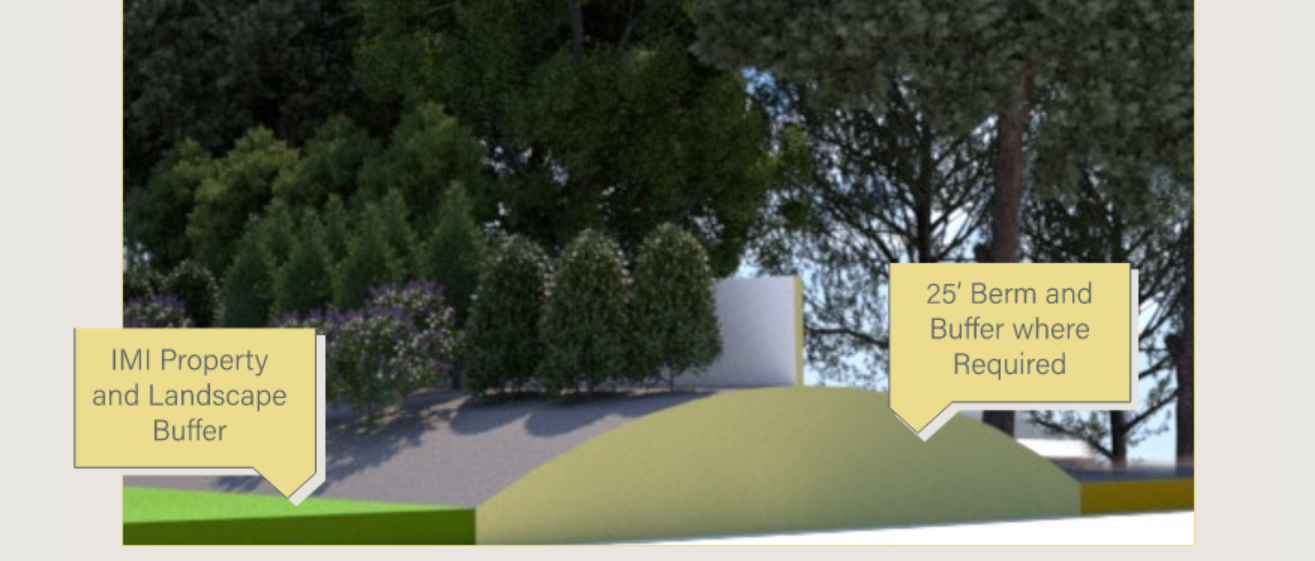 IMI Property
and Landscape
Buffer
25′ Berm and
Buffer where
Required